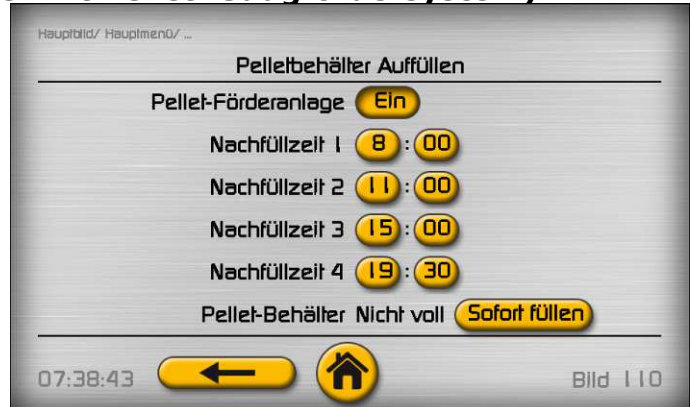 Hauptbild/ Hauptmenü/ ...
Pelletbehälter Auffüllen
Pellet-Förderanlage Ein
Nachfüllzeit 1 8 : 00
Nachfüllzeit 2 11 : 00
Nachfüllzeit 3 15 : 00
Nachfüllzeit 4 19 : 30
Pellet-Behälter Nicht voll Sofort füllen
07:38:43 Bild 110